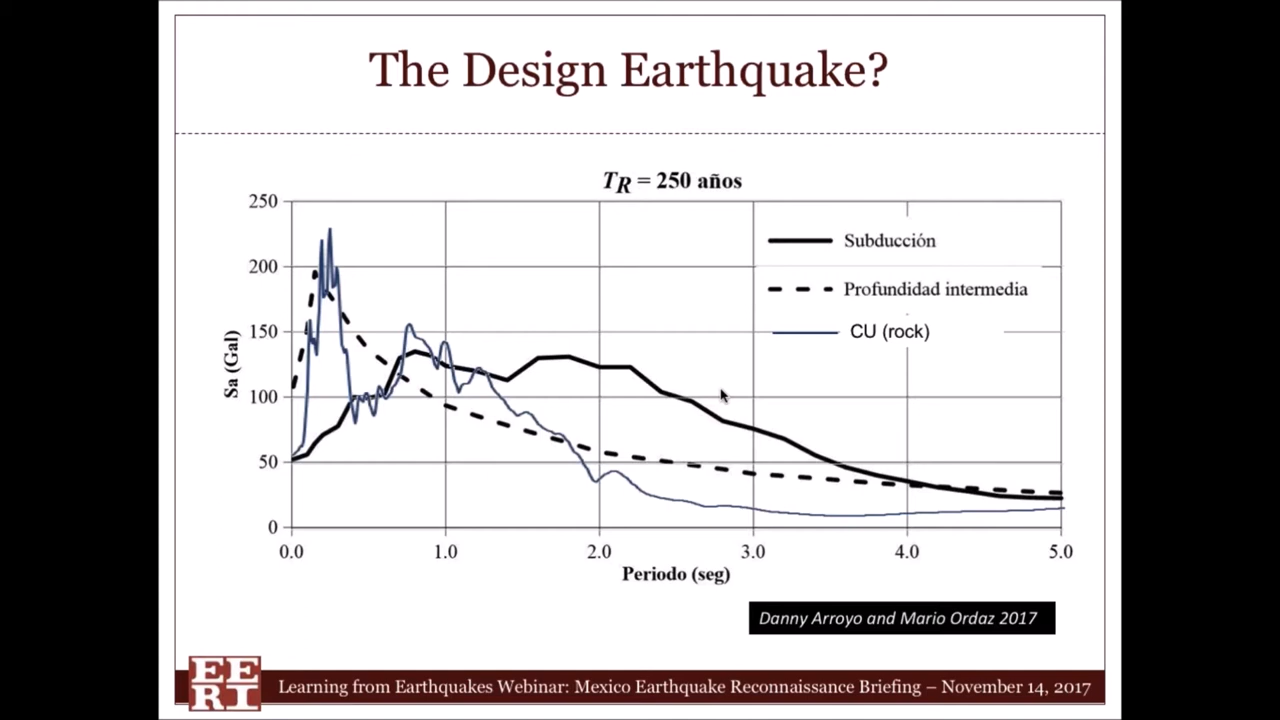 The Design Earthquake?
TR = 250 años
250
200
150
100
50
0
Sa (Gal)
Subducción
Profundidad intermedia
CU (rock)
0.0 1.0 2.0 3.0 4.0 5.0
Periodo (seg)
Danny Arroyo and Mario Ordaz 2017
EE
RI
Learning from Earthquakes Webinar: Mexico Earthquake Reconnaissance Briefing – November 14, 2017